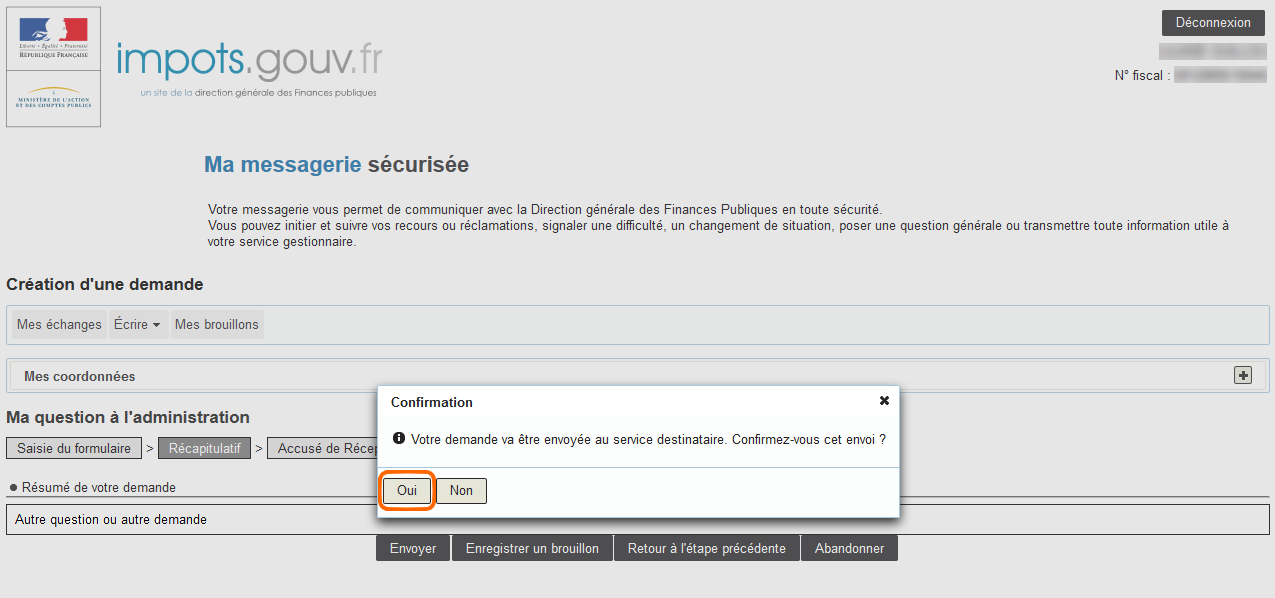 Liberté • Égalité • Fraternité
RÉPUBLIQUE FRANÇAISE
MINISTÈRE DE L'ACTION
ET DES COMPTES PUBLICS
impots.gouv.fr
un site de la direction générale des Finances publiques
Déconnexion
N° fiscal :
Ma messagerie sécurisée
Votre messagerie vous permet de communiquer avec la Direction générale des Finances Publiques en toute sécurité.
Vous pouvez initier et suivre vos recours ou réclamations, signaler une difficulté, un changement de situation, poser une question générale ou transmettre toute information utile à
votre service gestionnaire.
Création d'une demande
Mes échanges Écrire Mes brouillons
Mes coordonnées
Confirmation
Votre demande va être envoyée au service destinataire. Confirmez-vous cet envoi ?
Oui Non
Ma question à l'administration
Saisie du formulaire > Récapitulatif > Accusé de Récep
Résumé de votre demande
Autre question ou autre demande
Envoyer Enregistrer un brouillon Retour à l'étape précédente Abandonner